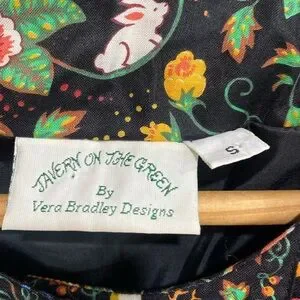 TAVERN ON THE GREEN
By
Vera Bradley Designs
S